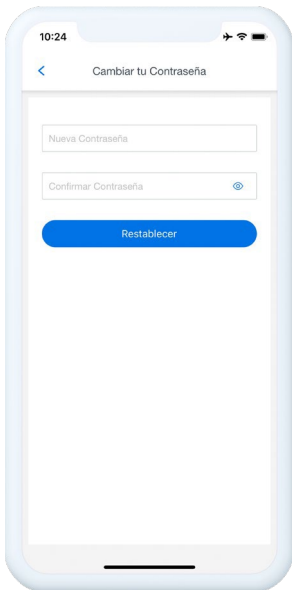 10:24
Cambiar tu Contraseña
Nueva Contraseña
Confirmar Contraseña
Restablecer